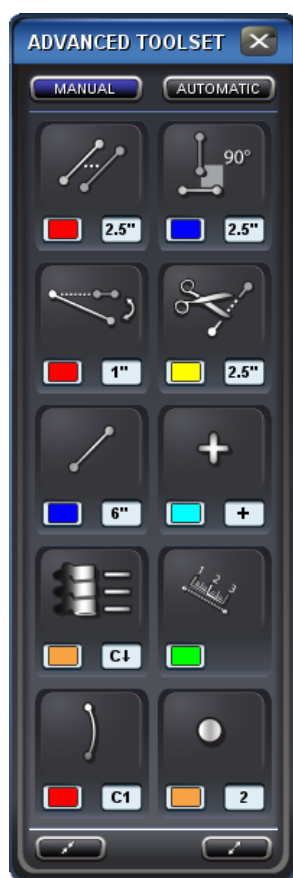 ADVANCED TOOLSET
MANUAL AUTOMATIC
90°
2.5" 2.5"
1" 2.5"
6" +
1 2 3
C↓
C1 2